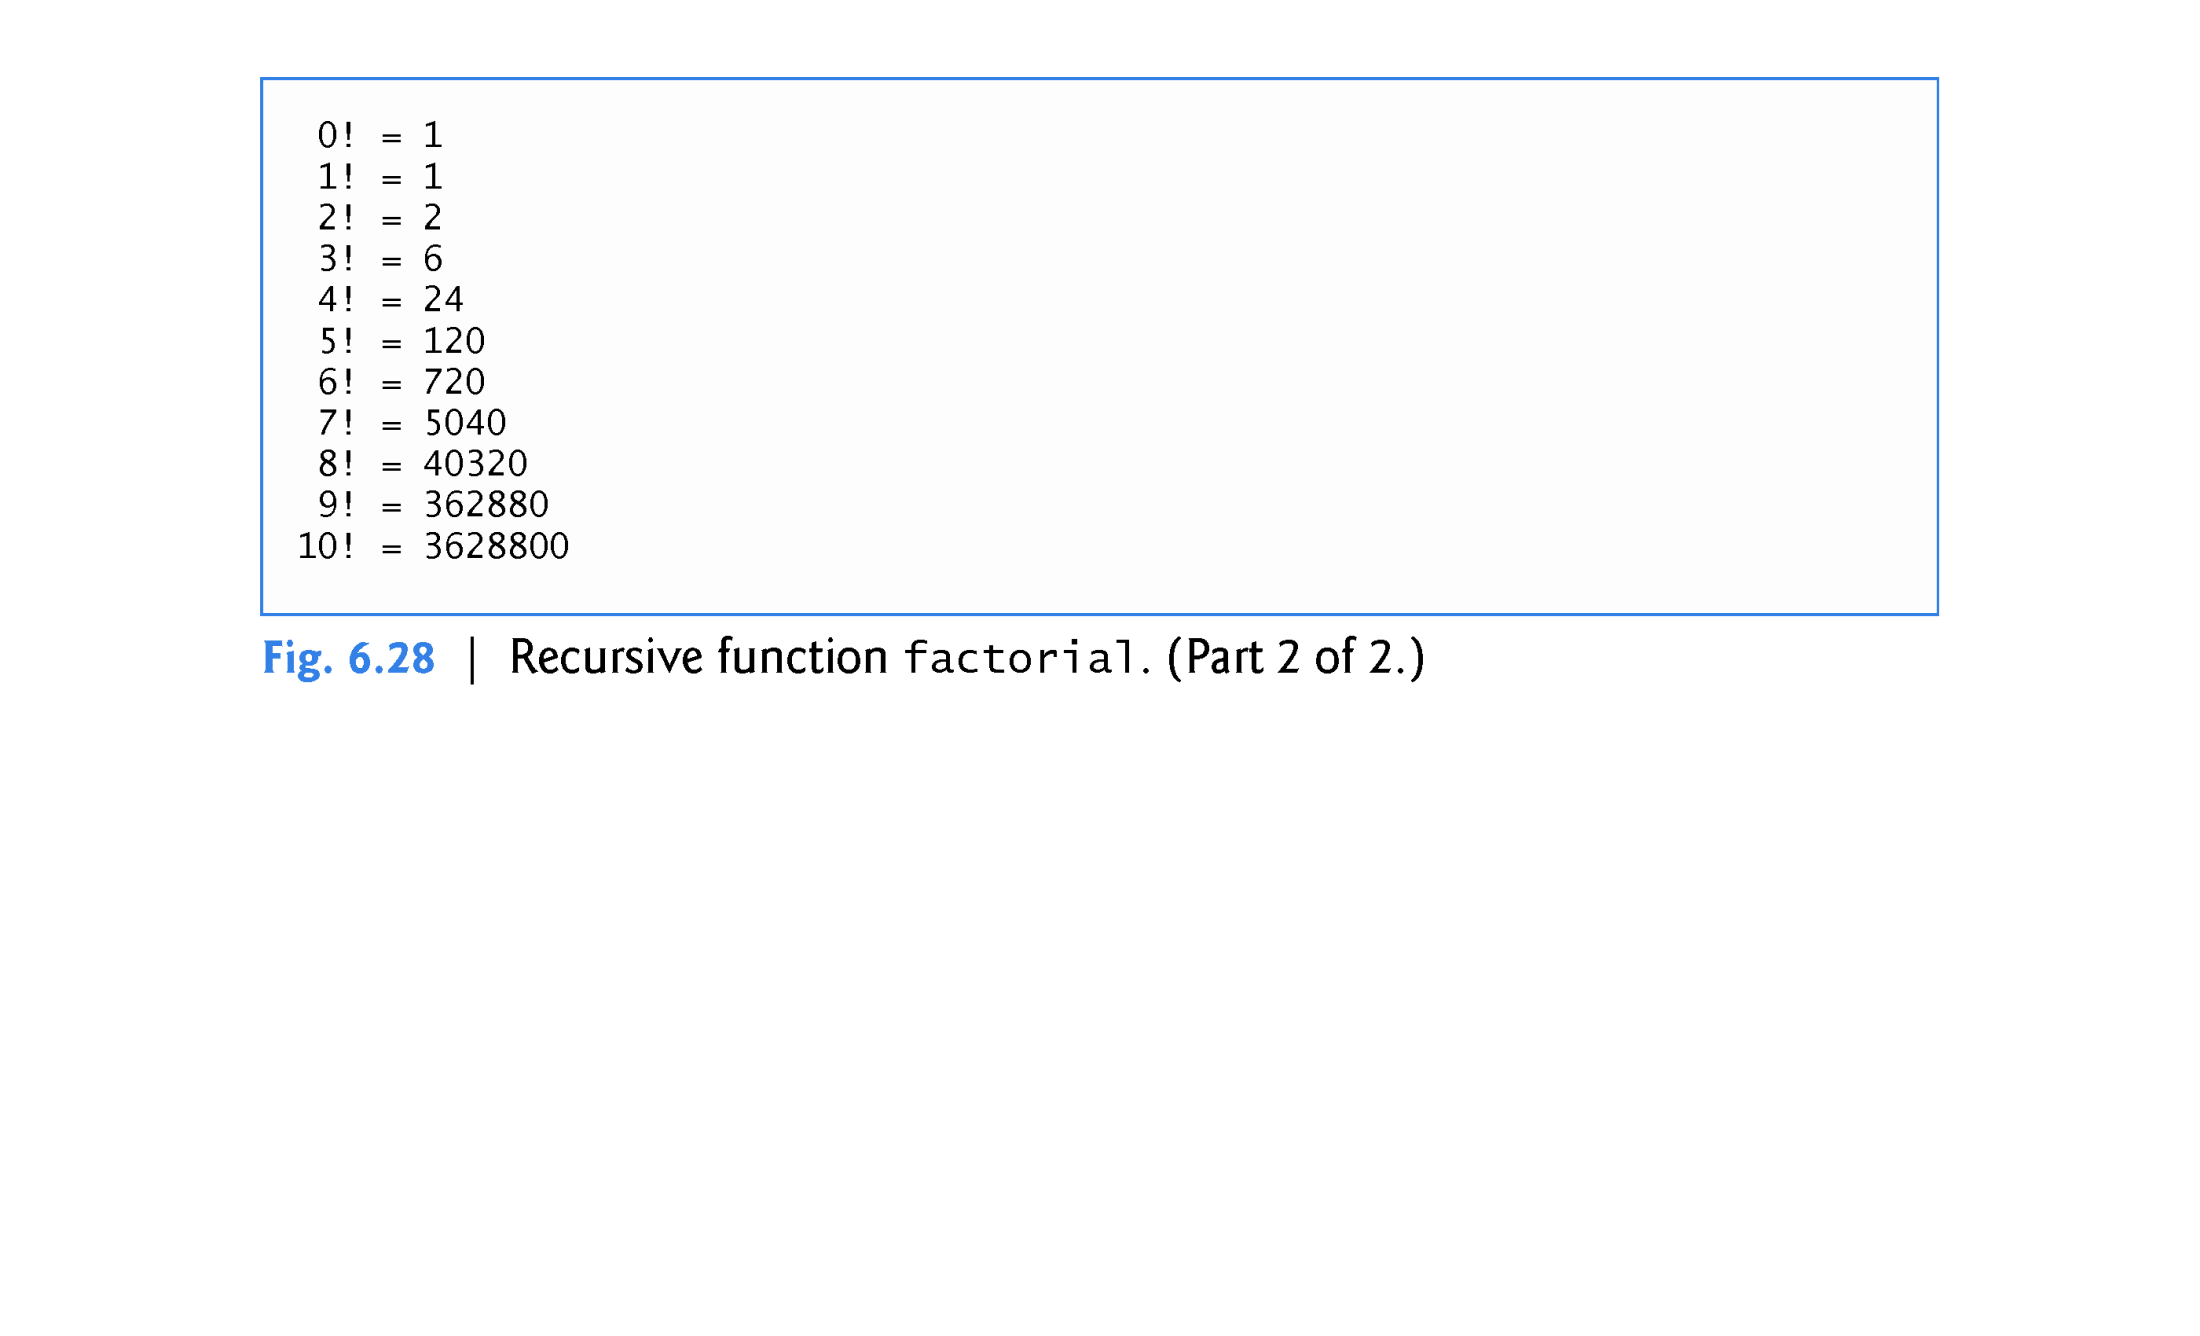 0! = 1
1! = 1
2! = 2
3! = 6
4! = 24
5! = 120
6! = 720
7! = 5040
8! = 40320
9! = 362880
10! = 3628800
Fig. 6.28 | Recursive function factorial. (Part 2 of 2.)